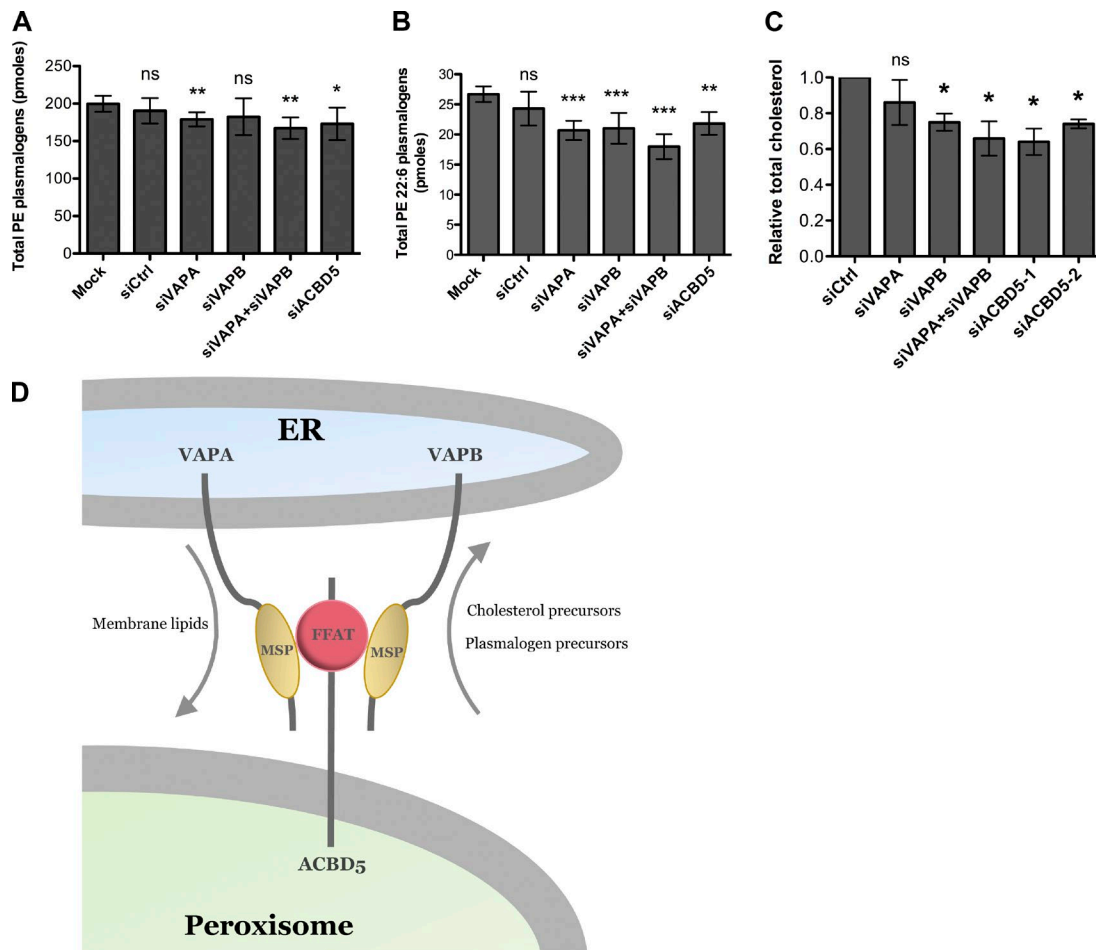 A
Total PE plasmalogens (pmoles)
250
200
150
100
50
0
ns
**
ns
**
*
Mock
siCtrl
siVAPA
siVAPB
siVAPA+siVAPB
siACBD5
B
Total PE 22:6 plasmalogens
(pmoles)
30
25
20
15
10
5
0
ns
***
***
***
**
Mock
siCtrl
siVAPA
siVAPB
siVAPA+siVAPB
siACBD5
C
Relative total cholesterol
1.0
0.8
0.6
0.4
0.2
0.0
ns
*
*
*
*
siCtrl
siVAPA
siVAPB
siVAPA+siVAPB
siACBD5-1
siACBD5-2
D
ER
VAPA
VAPB
Membrane lipids
MSP
FFAT
MSP
Cholesterol precursors
Plasmalogen precursors
ACBD5
Peroxisome